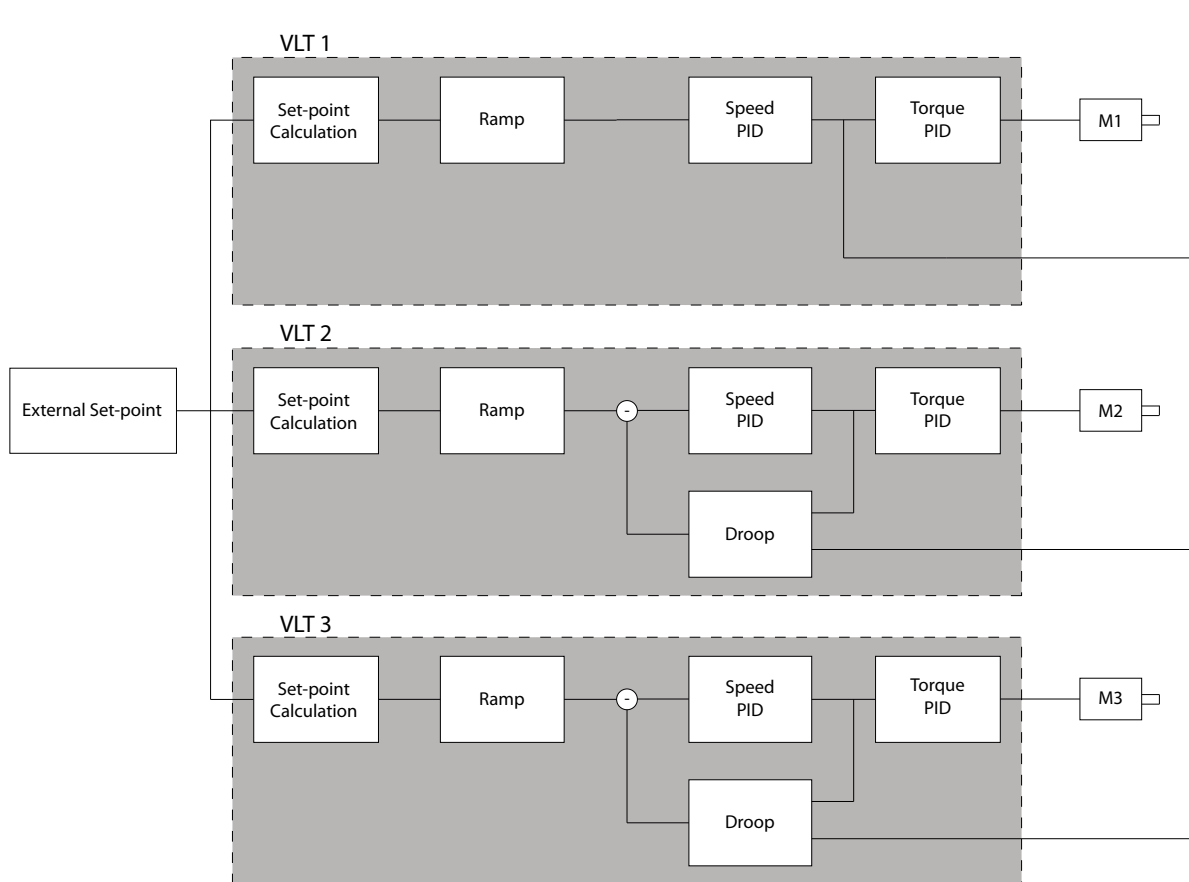 VLT 1
Set-point
Calculation
Ramp
Speed
PID
Torque
PID
M1
VLT 2
External Set-point
Set-point
Calculation
Ramp
-
Speed
PID
Torque
PID
M2
Droop
VLT 3
Set-point
Calculation
Ramp
-
Speed
PID
Torque
PID
M3
Droop